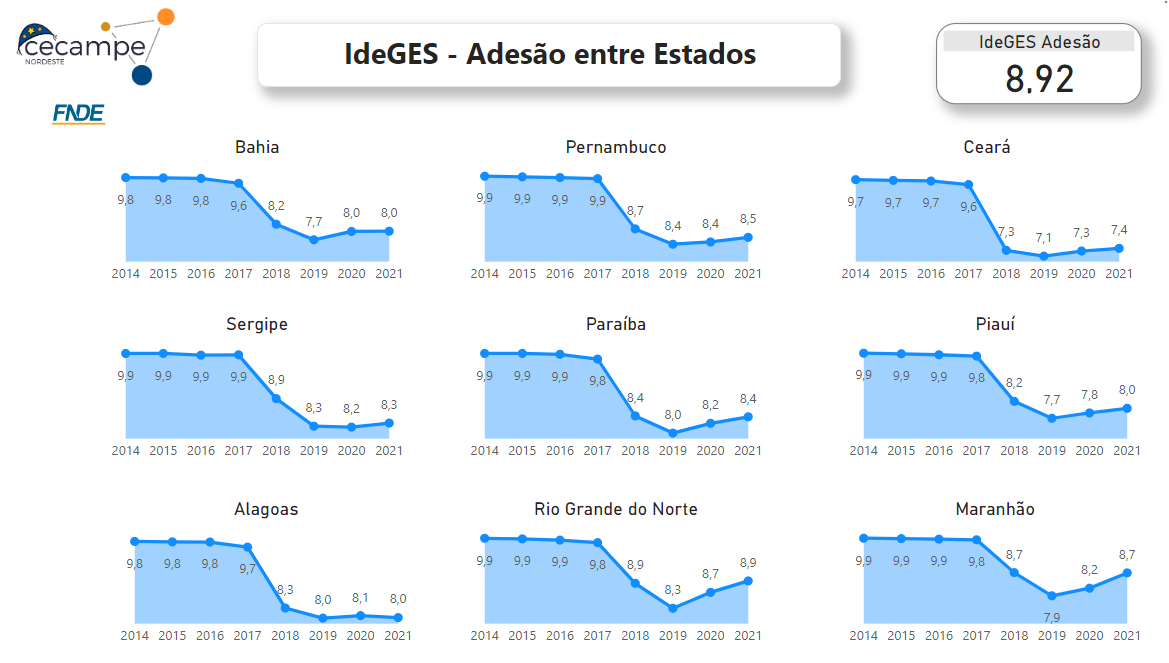 cecampe
NORDESTE
FNDE
IdeGES - Adesão entre Estados
IdeGES Adesão
8,92
Bahia
9,8 9,8 9,8 9,6 8,2 7,7 8,0 8,0
2014 2015 2016 2017 2018 2019 2020 2021
Pernambuco
9,9 9,9 9,9 9,9 8,7 8,4 8,4 8,5
2014 2015 2016 2017 2018 2019 2020 2021
Ceará
9,7 9,7 9,7 9,6 7,3 7,1 7,3 7,4
2014 2015 2016 2017 2018 2019 2020 2021
Sergipe
9,9 9,9 9,9 9,9 8,9 8,3 8,2 8,3
2014 2015 2016 2017 2018 2019 2020 2021
Paraíba
9,9 9,9 9,9 9,8 8,4 8,0 8,2 8,4
2014 2015 2016 2017 2018 2019 2020 2021
Piauí
9,9 9,9 9,9 9,8 8,2 7,7 7,8 8,0
2014 2015 2016 2017 2018 2019 2020 2021
Alagoas
9,8 9,8 9,8 9,7 8,3 8,0 8,1 8,0
2014 2015 2016 2017 2018 2019 2020 2021
Rio Grande do Norte
9,9 9,9 9,9 9,8 8,9 8,3 8,7 8,9
2014 2015 2016 2017 2018 2019 2020 2021
Maranhão
9,9 9,9 9,9 9,8 8,7 7,9 8,2 8,7
2014 2015 2016 2017 2018 2019 2020 2021